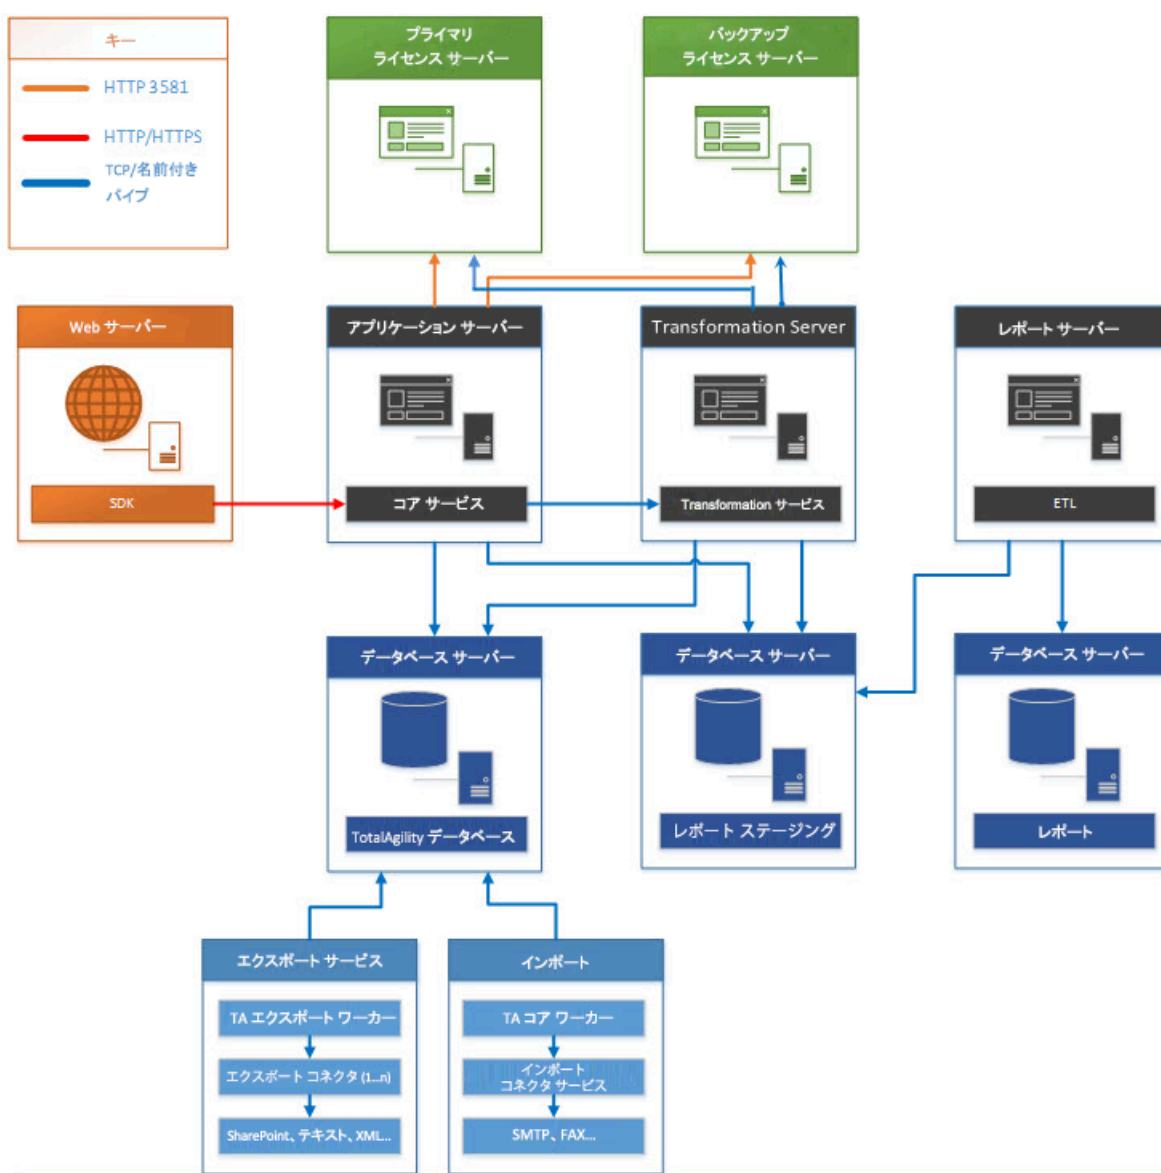 キー
HTTP 3581
HTTP/HTTPS
TCP/名前付き
パイプ
プライマリ
ライセンス サーバー
バックアップ
ライセンス サーバー
Web サーバー
SDK
アプリケーション サーバー
コア サービス
Transformation Server
Transformation サービス
レポート サーバー
ETL
データベース サーバー
TotalAgility データベース
データベース サーバー
レポート ステージング
データベース サーバー
レポート
エクスポート サービス
TA エクスポート ワーカー
エクスポート コネクタ (1...n)
SharePoint、テキスト、XML...
インポート
TA コア ワーカー
インポート
コネクタ サービス
SMTP、FAX...